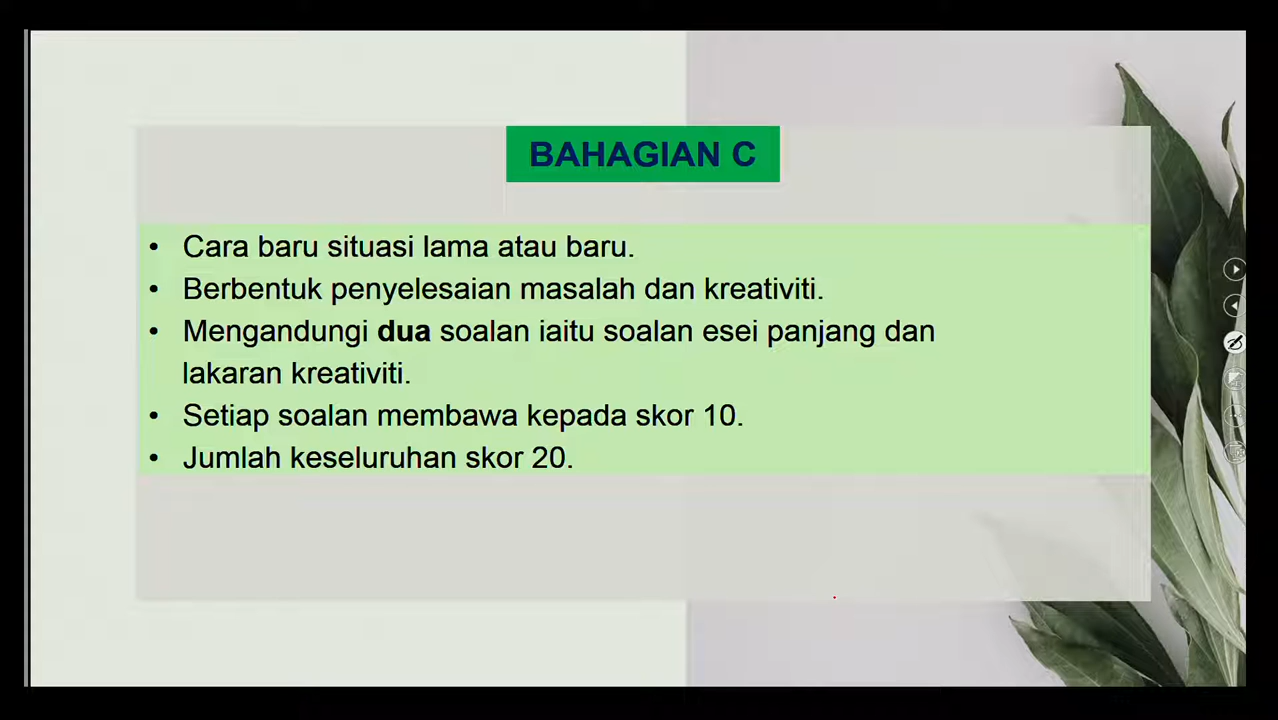 BAHAGIAN C
• Cara baru situasi lama atau baru.
• Berbentuk penyelesaian masalah dan kreativiti.
• Mengandungi dua soalan iaitu soalan esei panjang dan
lakaran kreativiti.
• Setiap soalan membawa kepada skor 10.
• Jumlah keseluruhan skor 20.